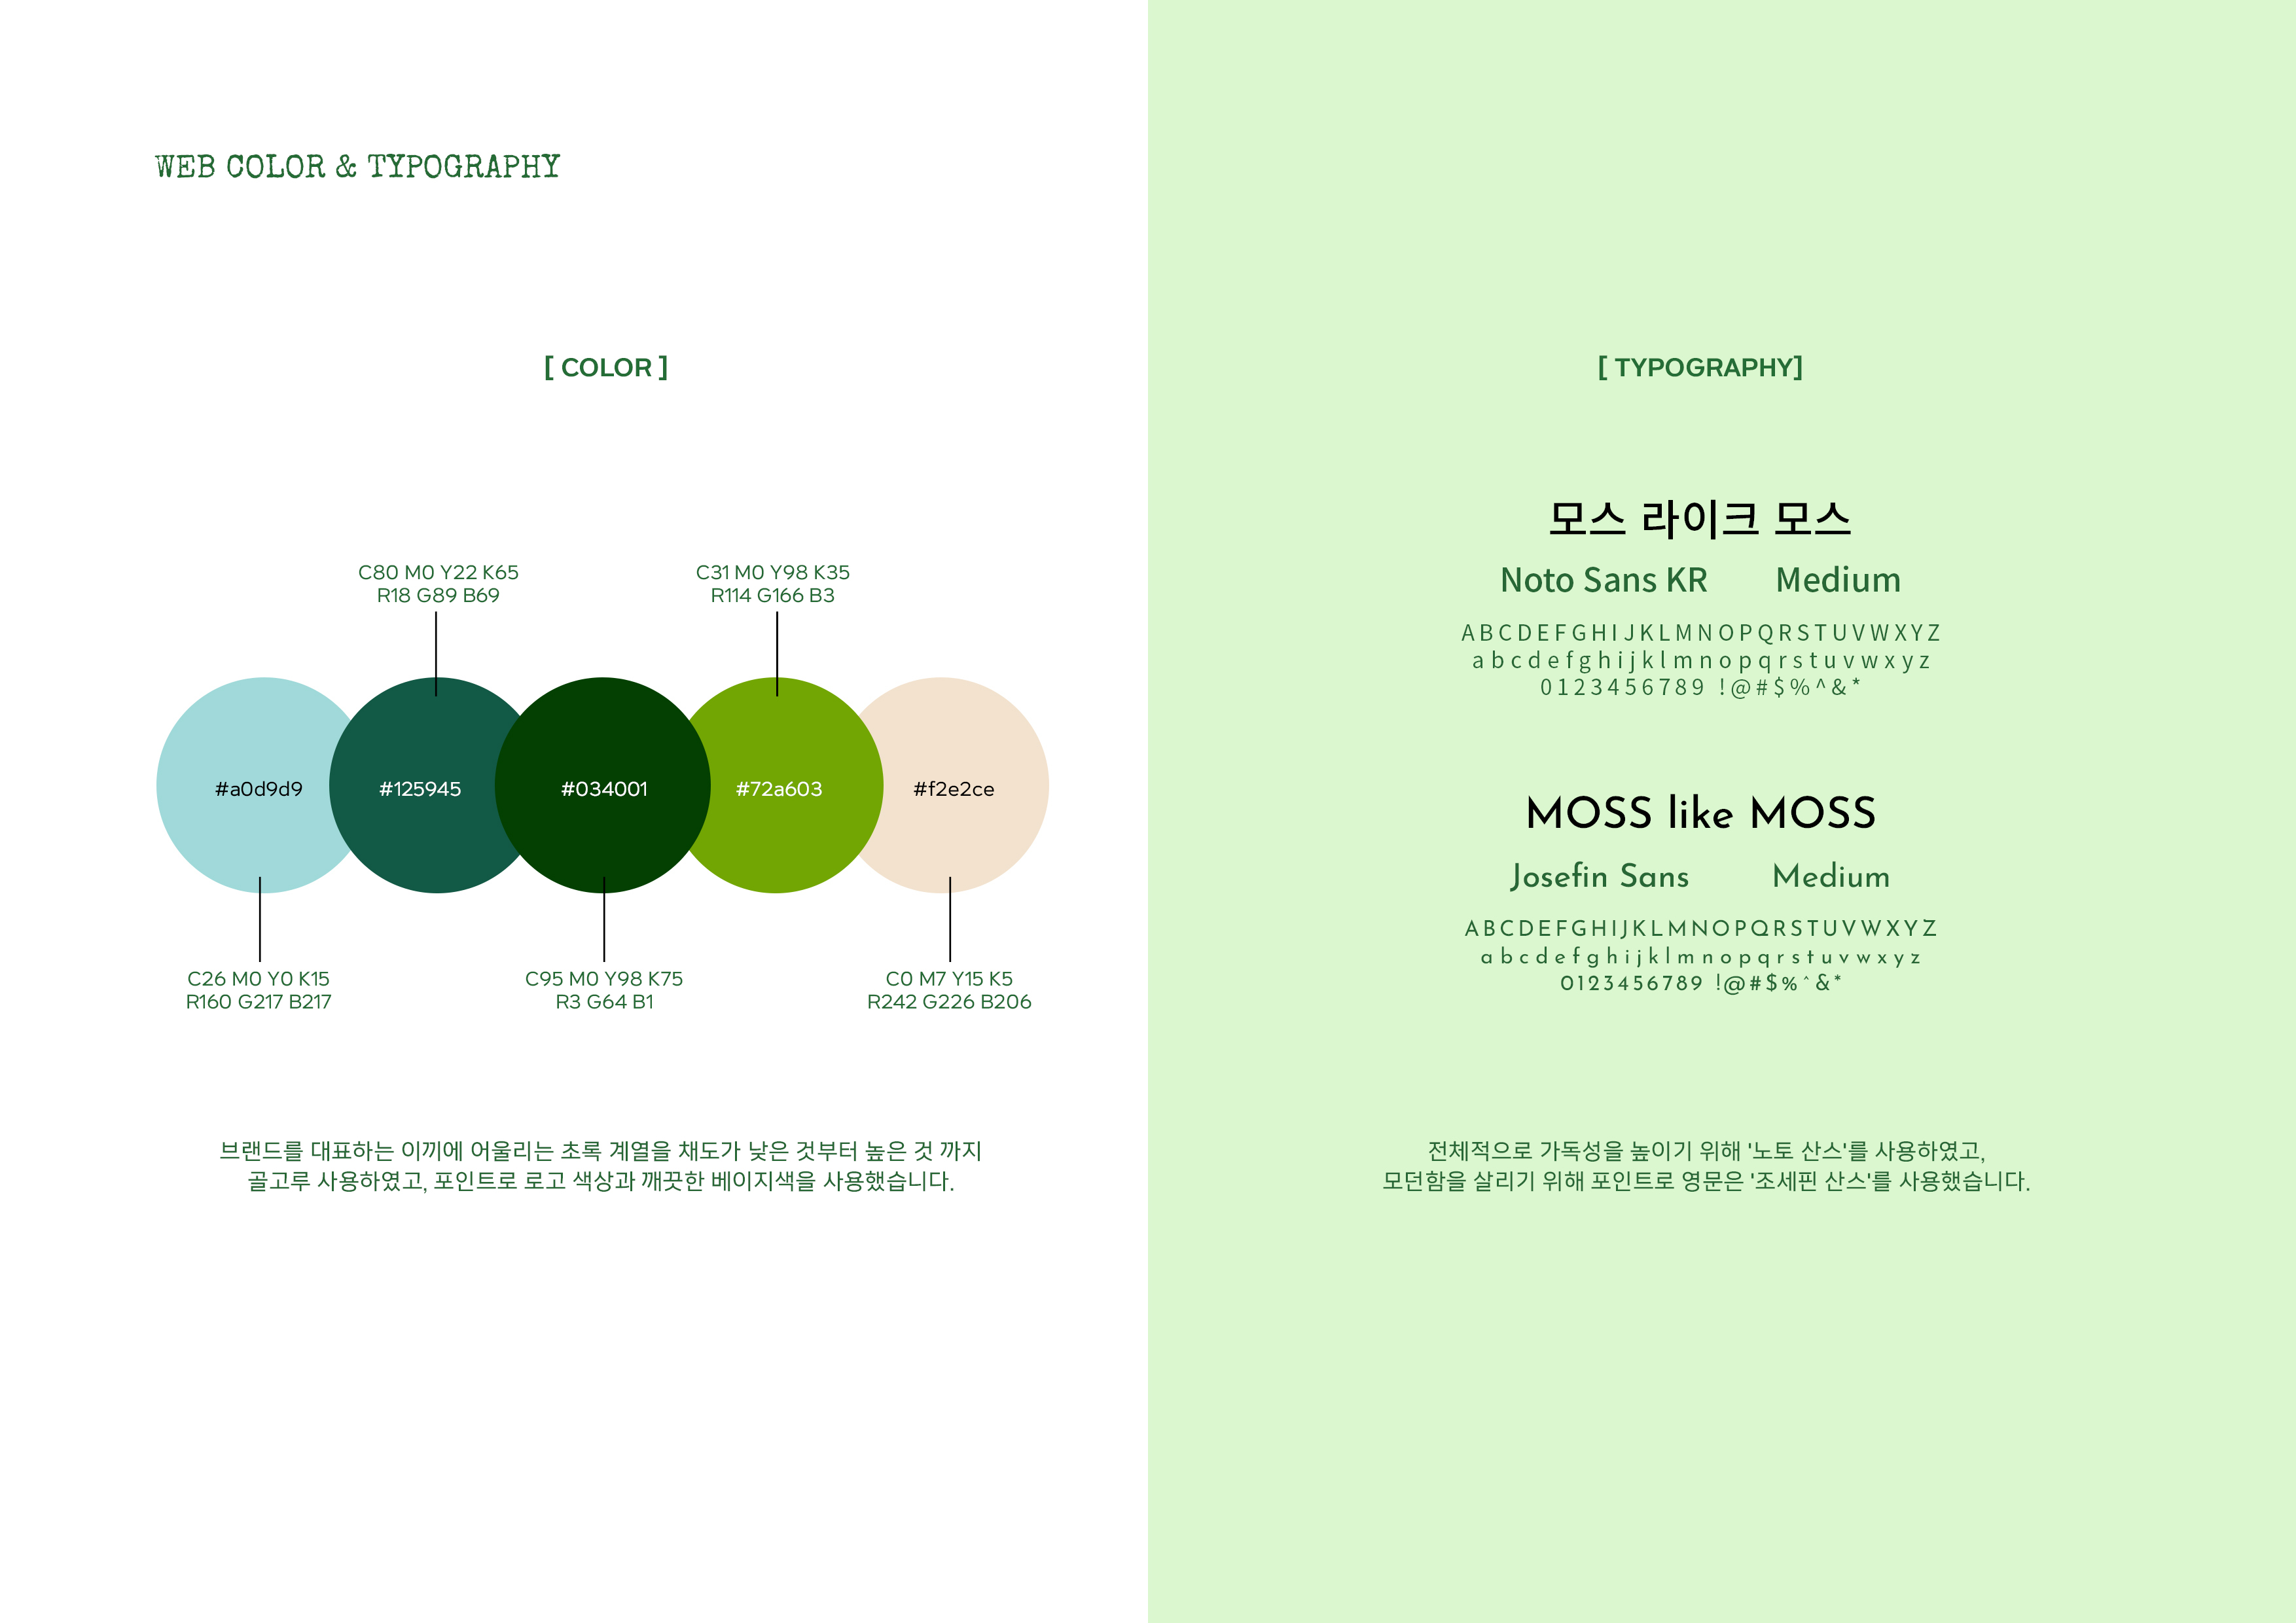 WEB COLOR & TYPOGRAPHY
[ COLOR ]
C80 M0 Y22 K65
R18 G89 B69
C31 M0 Y98 K35
R114 G166 B3
#a0d9d9
#125945
#034001
#72a603
#f2e2ce
C26 M0 Y0 K15
R160 G217 B217
C95 M0 Y98 K75
R3 G64 B1
C0 M7 Y15 K5
R242 G226 B206
브랜드를 대표하는 이끼에 어울리는 초록 계열을 채도가 낮은 것부터 높은 것 까지
골고루 사용하였고, 포인트로 로고 색상과 깨끗한 베이지색을 사용했습니다.
[ TYPOGRAPHY]
모스 라이크 모스
Noto Sans KR Medium
A B C D E F G H I J K L M N O P Q R S T U V W X Y Z
a b c d e f g h i j k l m n o p q r s t u v w x y z
0 1 2 3 4 5 6 7 8 9 ! @ # $ % ^ & *
MOSS like MOSS
Josefin Sans Medium
A B C D E F G H I J K L M N O P Q R S T U V W X Y Z
a b c d e f g h i j k l m n o p q r s t u v w x y z
0 1 2 3 4 5 6 7 8 9 ! @ # $ % ^ & *
전체적으로 가독성을 높이기 위해 '노토 산스'를 사용하였고,
모던함을 살리기 위해 포인트로 영문은 '조세핀 산스'를 사용했습니다.